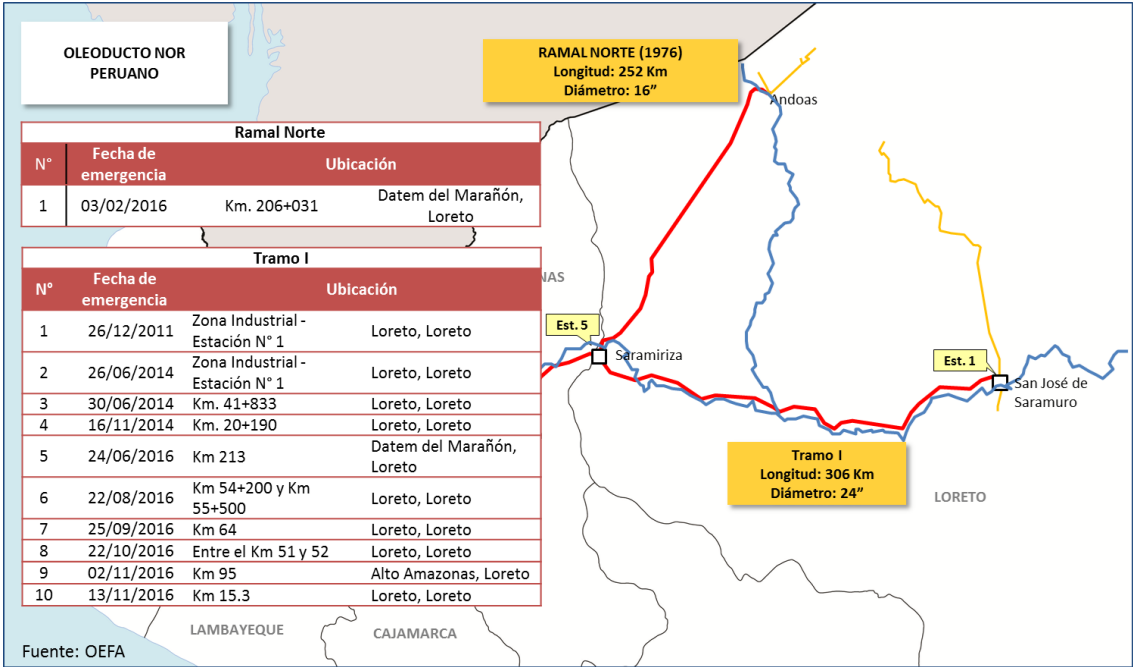 OLEODUCTO NOR
PERUANO
RAMAL NORTE (1976)
Longitud: 252 Km
Diámetro: 16”
Andoas
Ramal Norte
N° Fecha de emergencia Ubicación
1 03/02/2016 Km. 206+031 Datem del Marañón, Loreto
Tramo I
N° Fecha de emergencia Ubicación
1 26/12/2011 Zona Industrial - Estación N° 1 Loreto, Loreto
2 26/06/2014 Zona Industrial - Estación N° 1 Loreto, Loreto
3 30/06/2014 Km. 41+833 Loreto, Loreto
4 16/11/2014 Km. 20+190 Loreto, Loreto
5 24/06/2016 Km 213 Datem del Marañón, Loreto
6 22/08/2016 Km 54+200 y Km 55+500 Loreto, Loreto
7 25/09/2016 Km 64 Loreto, Loreto
8 22/10/2016 Entre el Km 51 y 52 Loreto, Loreto
9 02/11/2016 Km 95 Alto Amazonas, Loreto
10 13/11/2016 Km 15.3 Loreto, Loreto
NAS
Est. 5
Saramiriza
Est. 1
San José de
Saramuro
Tramo I
Longitud: 306 Km
Diámetro: 24”
LORETO
LAMBAYEQUE
CAJAMARCA
Fuente: OEFA